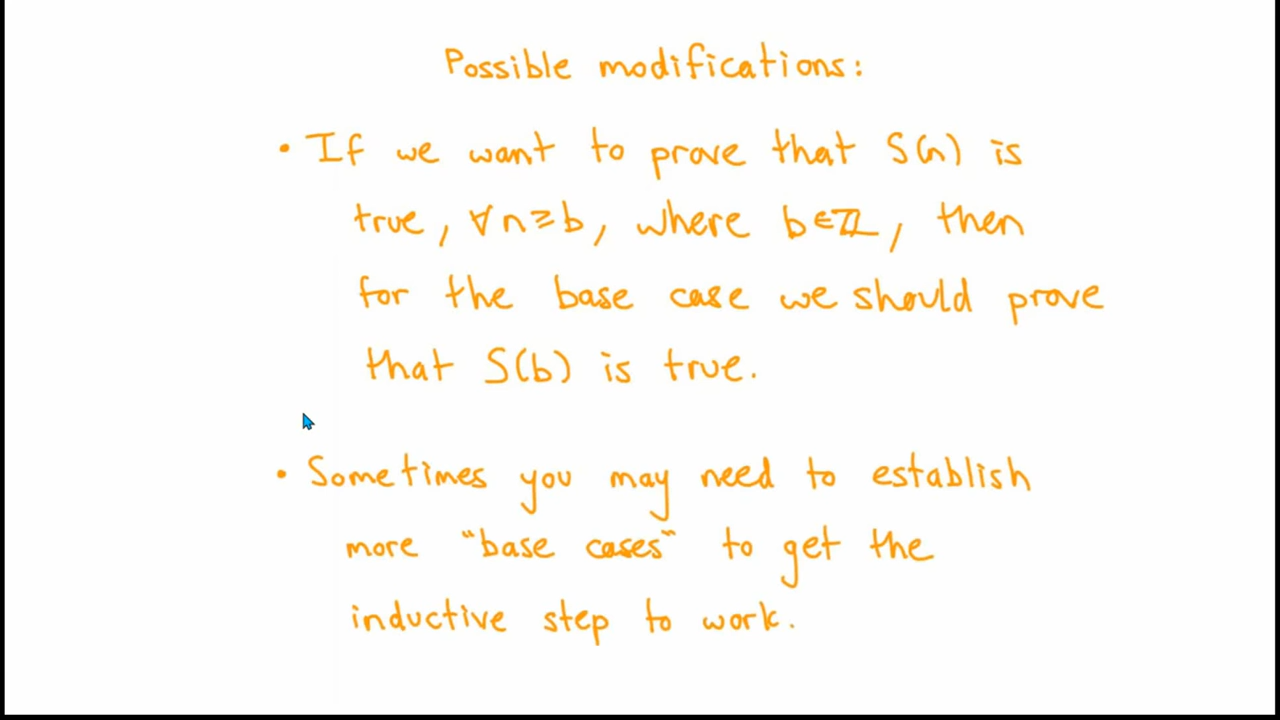 Possible modifications:
• If we want to prove that S(n) is
true, ∀n≥b, where b∈ℤ, then
for the base case we should prove
that S(b) is true.
• Sometimes you may need to establish
more "base cases" to get the
inductive step to work.